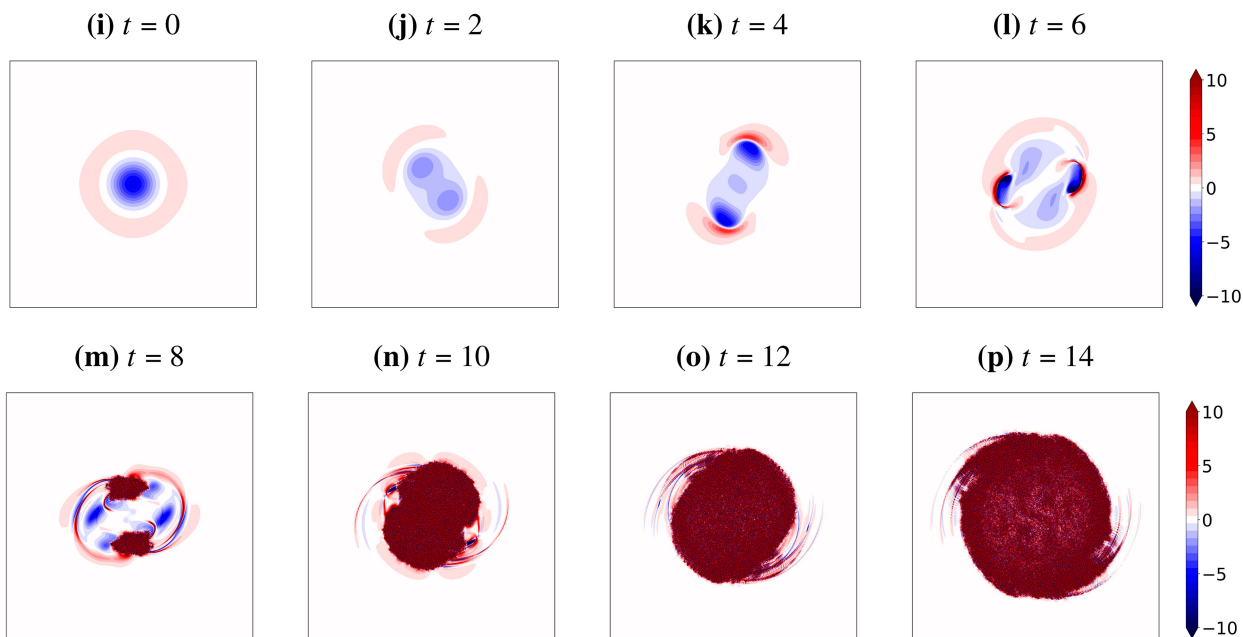 (i) t = 0
(j) t = 2
(k) t = 4
(l) t = 6
10
5
0
−5
−10
(m) t = 8
(n) t = 10
(o) t = 12
(p) t = 14
10
5
0
−5
−10